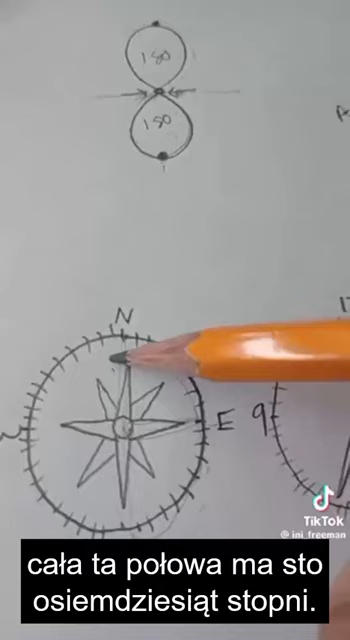 180
180
N
E
9
TikTok
@ini_freeman
cała ta połowa ma sto
osiemdziesiąt stopni.